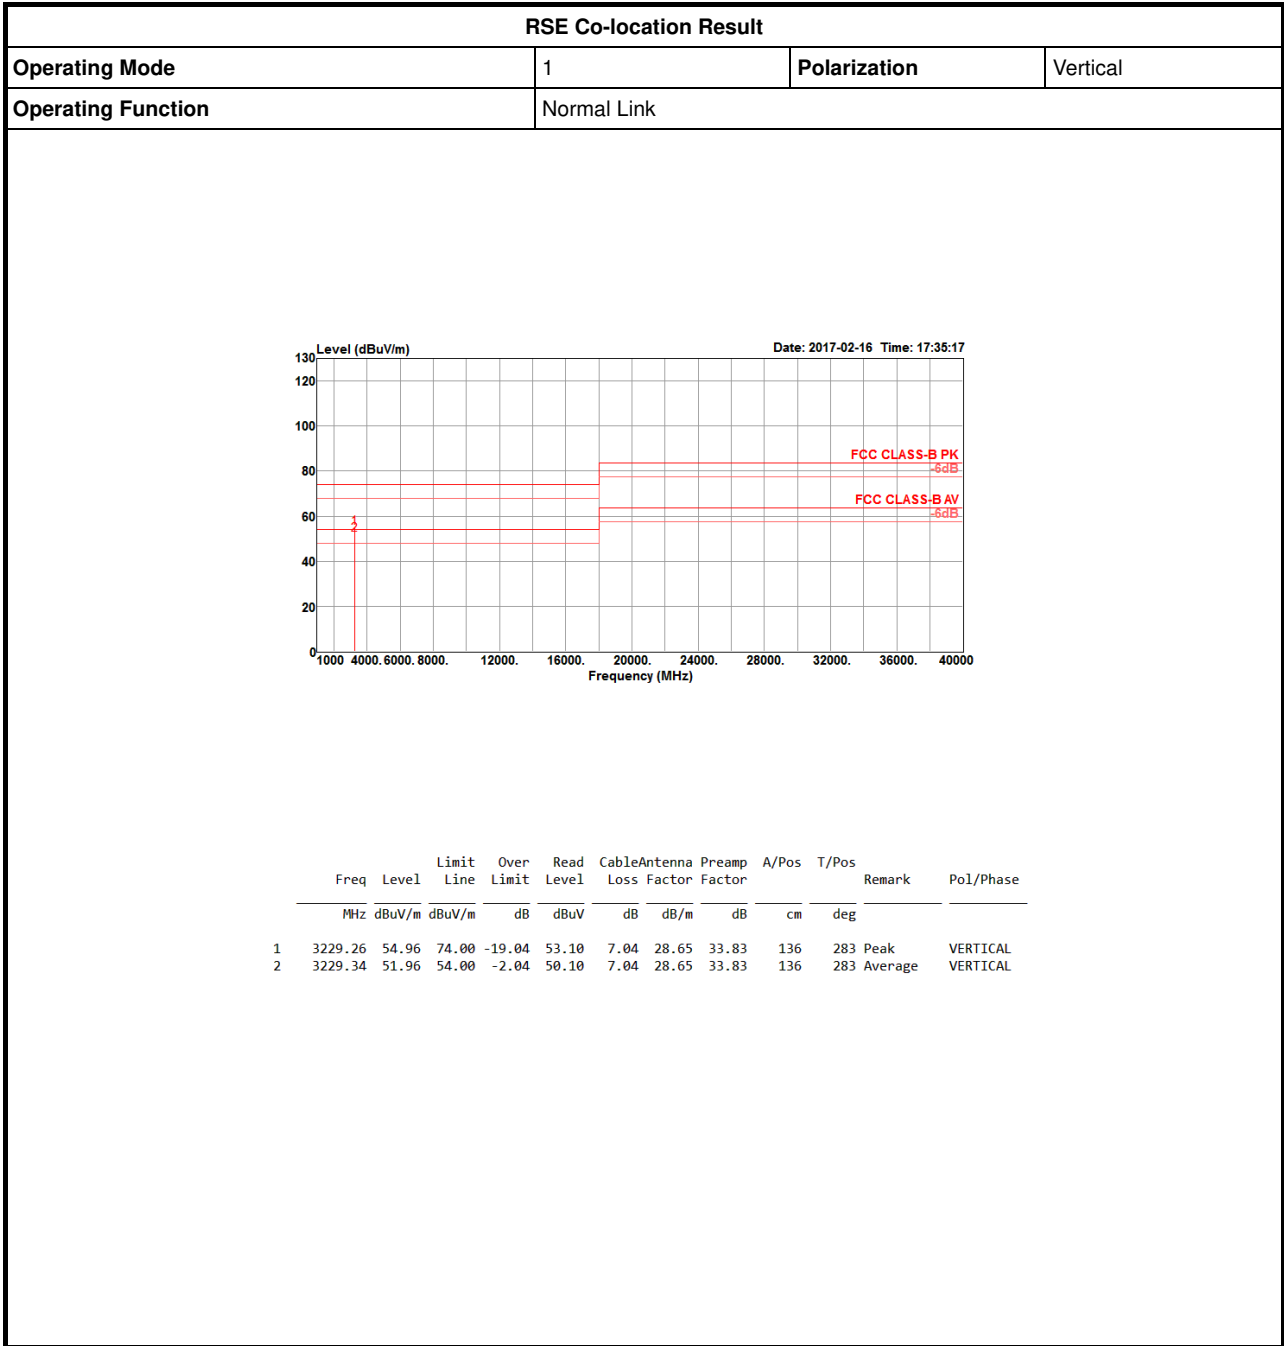 RSE Co-location Result
Operating Mode 1 Polarization Vertical
Operating Function Normal Link
Level (dBuV/m) Date: 2017-02-16 Time: 17:35:17
130
120
100
80
60
40
20
0
FCC CLASS-B PK
-6dB
FCC CLASS-B AV
-6dB
1
2
1000 4000. 6000. 8000. 12000. 16000. 20000. 24000. 28000. 32000. 36000. 40000
Frequency (MHz)
Limit Over Read CableAntenna Preamp A/Pos T/Pos
Freq Level Line Limit Level Loss Factor Factor Remark Pol/Phase
MHz dBuV/m dBuV/m dB dBuV dB dB/m dB cm deg
1 3229.26 54.96 74.00 -19.04 53.10 7.04 28.65 33.83 136 283 Peak VERTICAL
2 3229.34 51.96 54.00 -2.04 50.10 7.04 28.65 33.83 136 283 Average VERTICAL